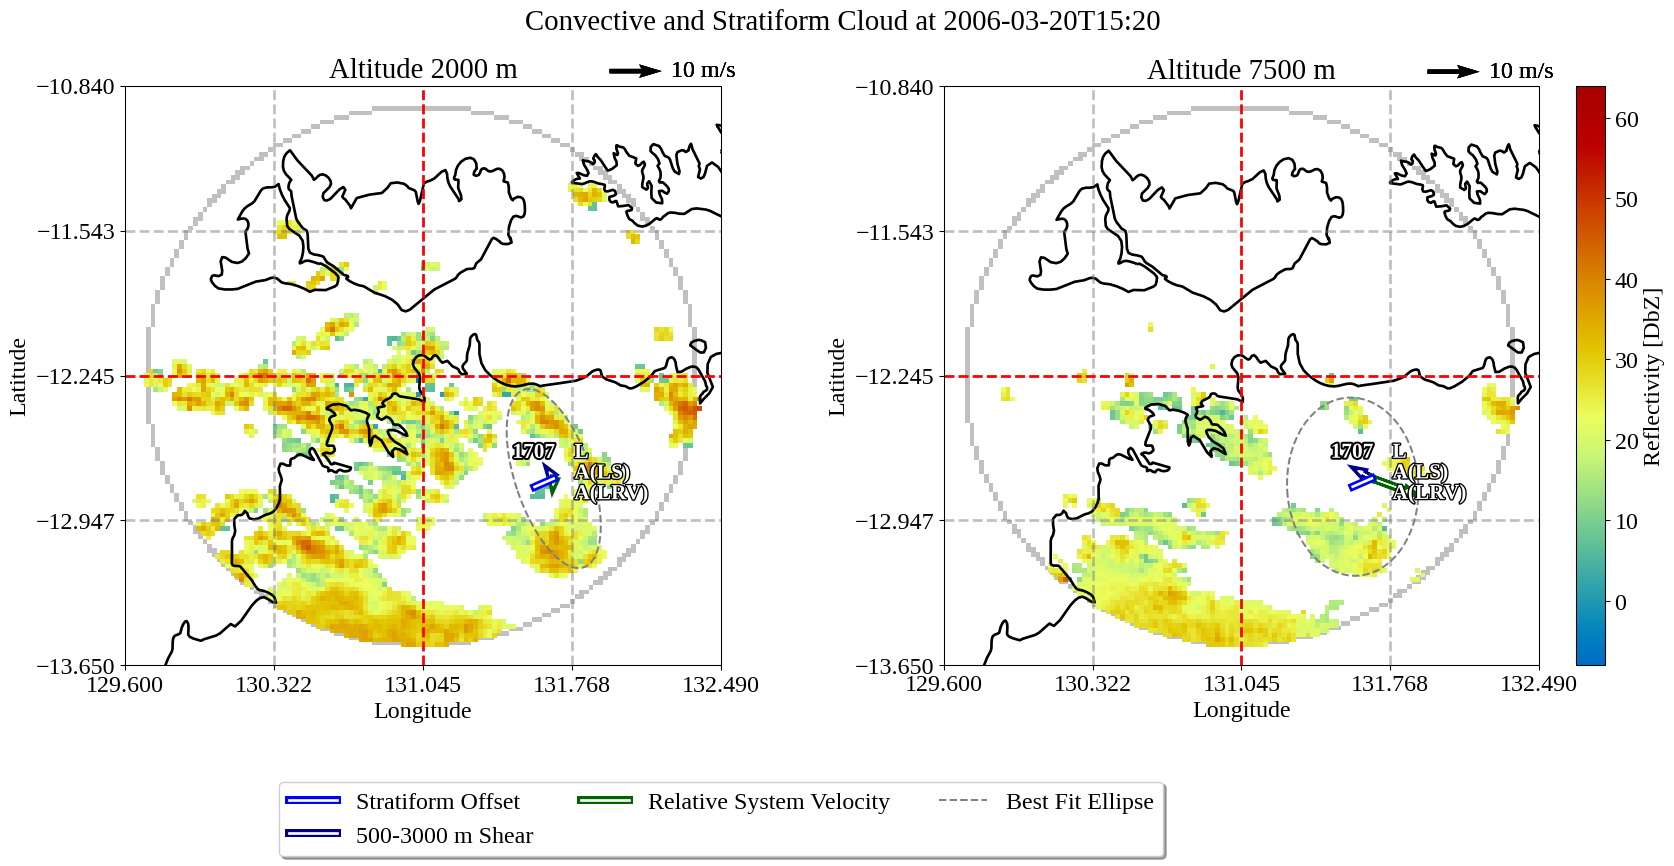 Convective and Stratiform Cloud at 2006-03-20T15:20
Altitude 2000 m
10 m/s
−10.840
−11.543
−12.245
−12.947
−13.650
129.600
130.322
131.045
131.768
132.490
Latitude
Longitude
1707
L
A(LS)
A(LRV)
Altitude 7500 m
10 m/s
−10.840
−11.543
−12.245
−12.947
−13.650
129.600
130.322
131.045
131.768
132.490
Latitude
Longitude
1707
L
A(LS)
A(LRV)
60
50
40
30
20
10
0
Reflectivity [DbZ]
Stratiform Offset
500-3000 m Shear
Relative System Velocity
Best Fit Ellipse